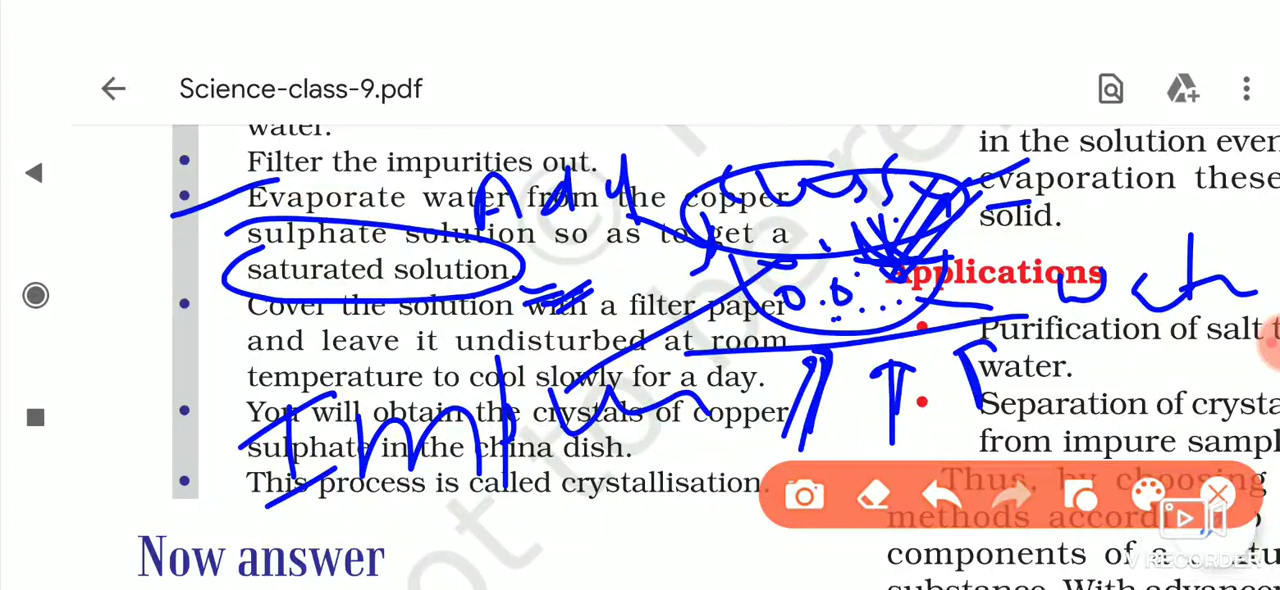 Science-class-9.pdf
water.
Filter the impurities out.
Evaporate water from the copper
sulphate solution so as to get a
saturated solution.
Cover the solution with a filter paper
and leave it undisturbed at room
temperature to cool slowly for a day.
You will obtain the crystals of copper
sulphate in the china dish.
This process is called crystallisation.
Now answer
in the solution even
evaporation these
solid.
Applications
Purification of salt
water.
Separation of crysta
from impure sampl
Thus, by choosing
methods accord
components of a
substance. With advance
V RECORDER